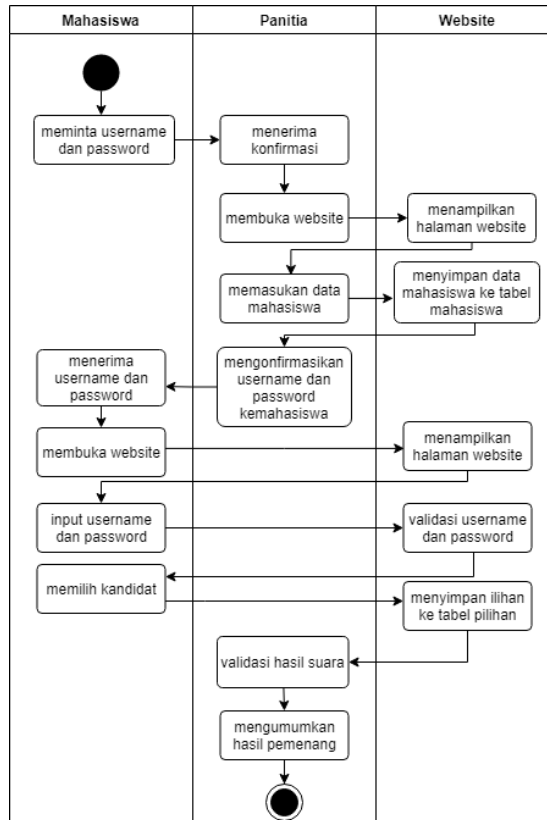 Mahasiswa
Panitia
Website
meminta username
dan password
menerima
konfirmasi
membuka website
menampilkan
halaman website
memasukan data
mahasiswa
menyimpan data
mahasiswa ke tabel
mahasiswa
mengonfirmasikan
username dan
password
kemahasiswa
menerima
username dan
password
membuka website
menampilkan
halaman website
input username
dan password
validasi username
dan password
memilih kandidat
menyimpan ilihan
ke tabel pilihan
validasi hasil suara
mengumumkan
hasil pemenang